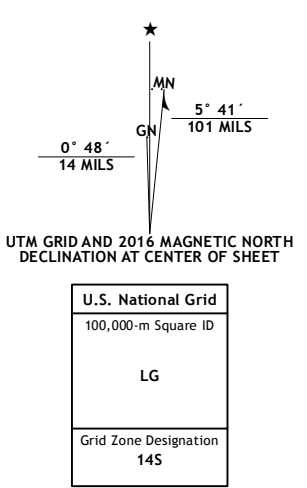 ★
MN
GN
5° 41´
101 MILS
0° 48´
14 MILS
UTM GRID AND 2016 MAGNETIC NORTH
DECLINATION AT CENTER OF SHEET
U.S. National Grid
100,000-m Square ID
LG
Grid Zone Designation
14S